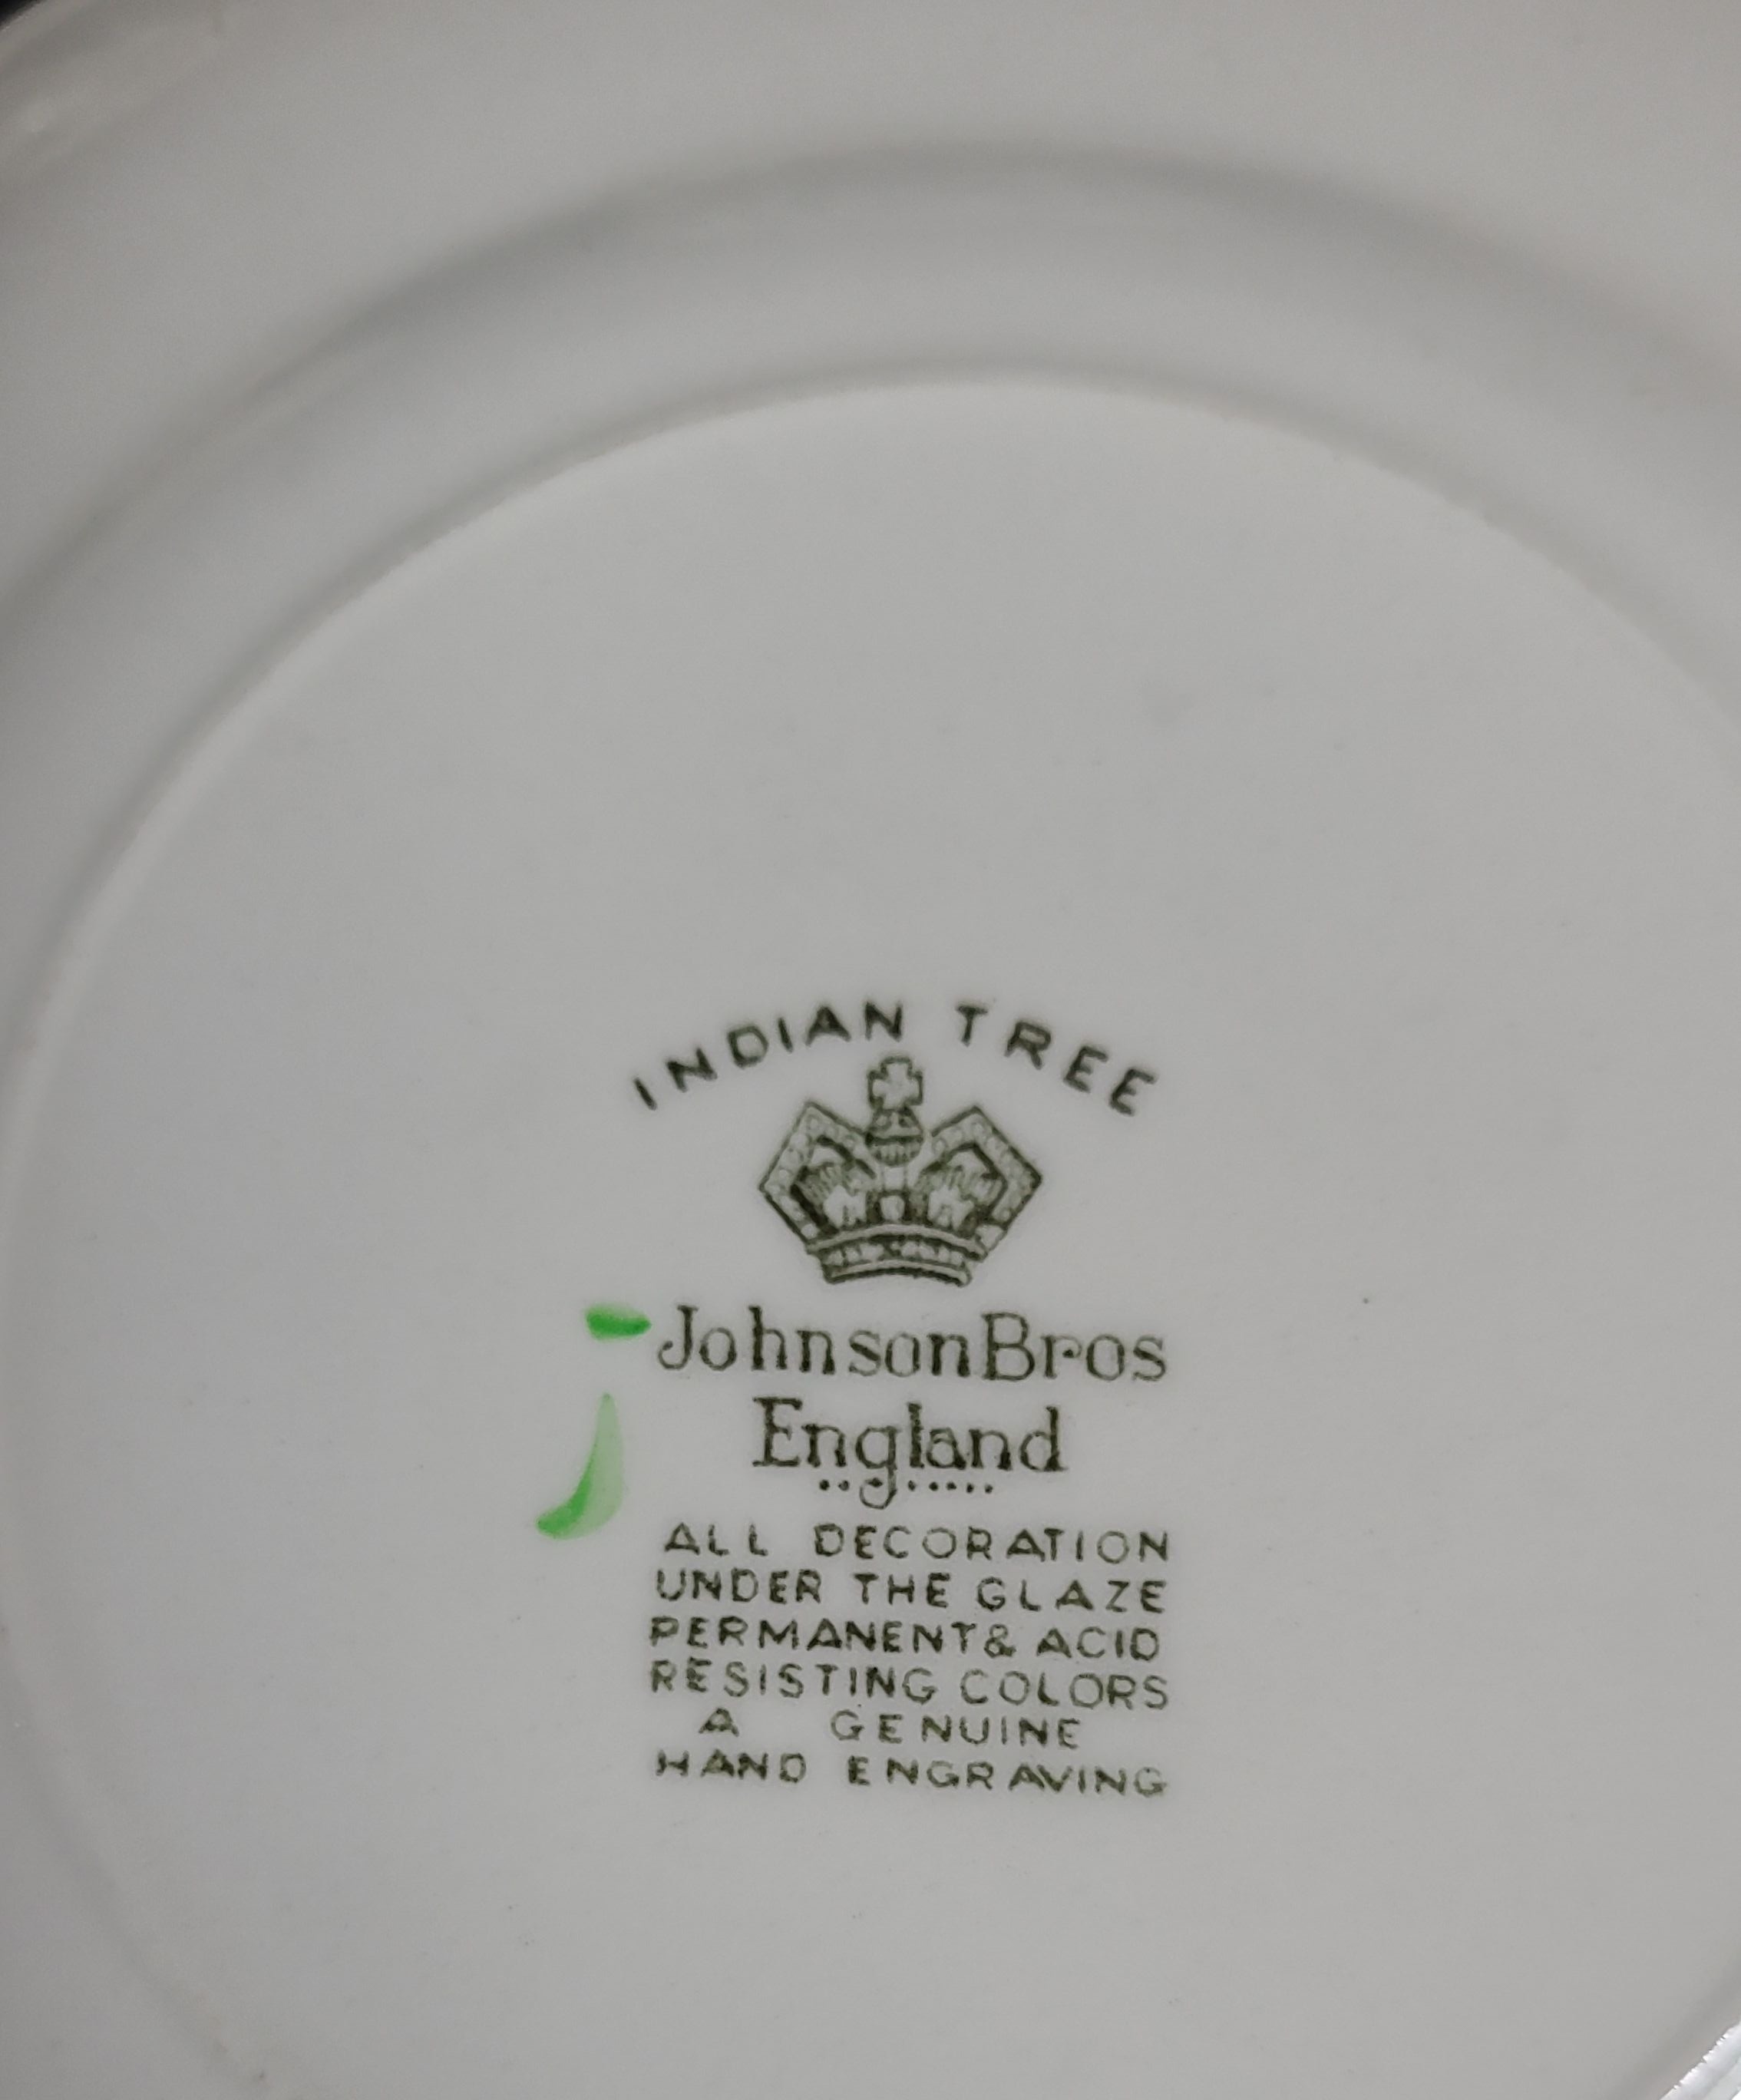 INDIAN TREE
Johnson Bros
England
ALL DECORATION
UNDER THE GLAZE
PERMANENT & ACID
RESISTING COLORS
A GENUINE
HAND ENGRAVING